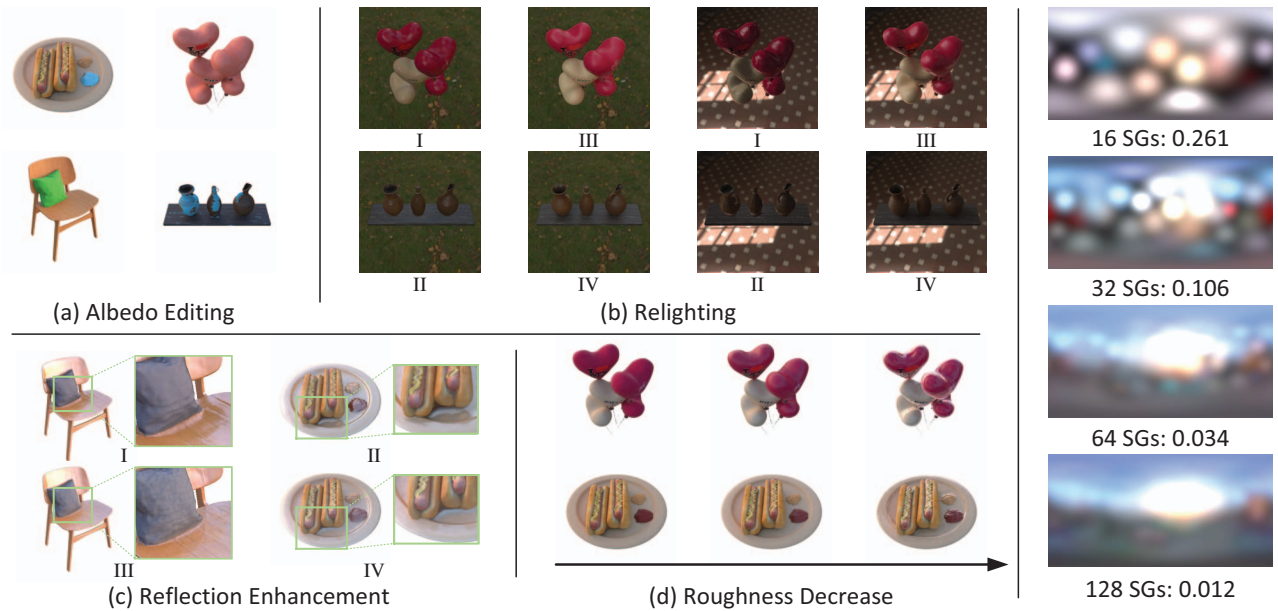 I
III
I
III
II
IV
II
IV
(a) Albedo Editing
(b) Relighting
16 SGs: 0.261
32 SGs: 0.106
64 SGs: 0.034
128 SGs: 0.012
I
II
III
IV
(c) Reflection Enhancement
(d) Roughness Decrease